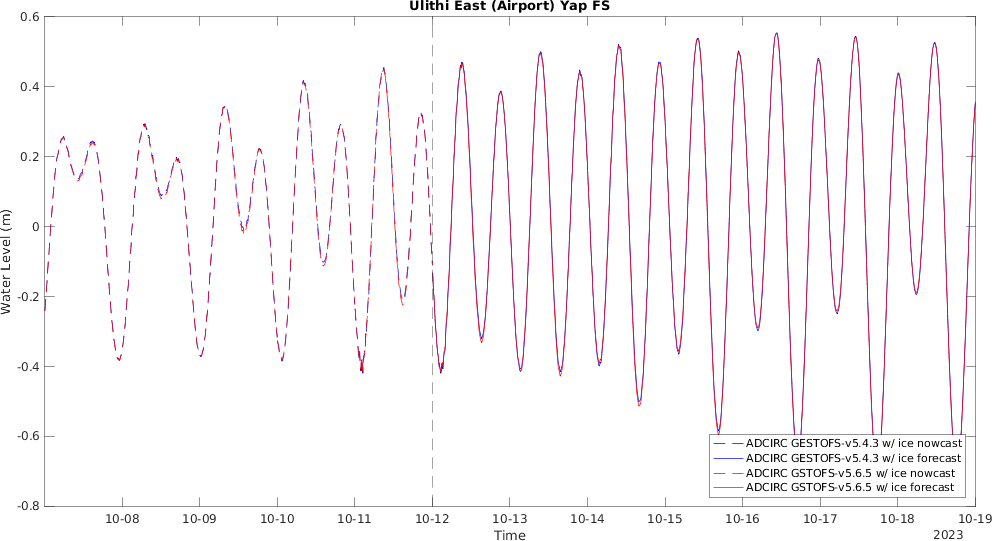 Ulithi East (Airport) Yap FS
0.6
0.4
0.2
0
-0.2
-0.4
-0.6
-0.8
Water Level (m)
10-08 10-09 10-10 10-11 10-12 10-13 10-14 10-15 10-16 10-17 10-18 10-19
Time
2023
ADCIRC GESTOFS-v5.4.3 w/ ice nowcast
ADCIRC GESTOFS-v5.4.3 w/ ice forecast
ADCIRC GSTOFS-v5.6.5 w/ ice nowcast
ADCIRC GSTOFS-v5.6.5 w/ ice forecast